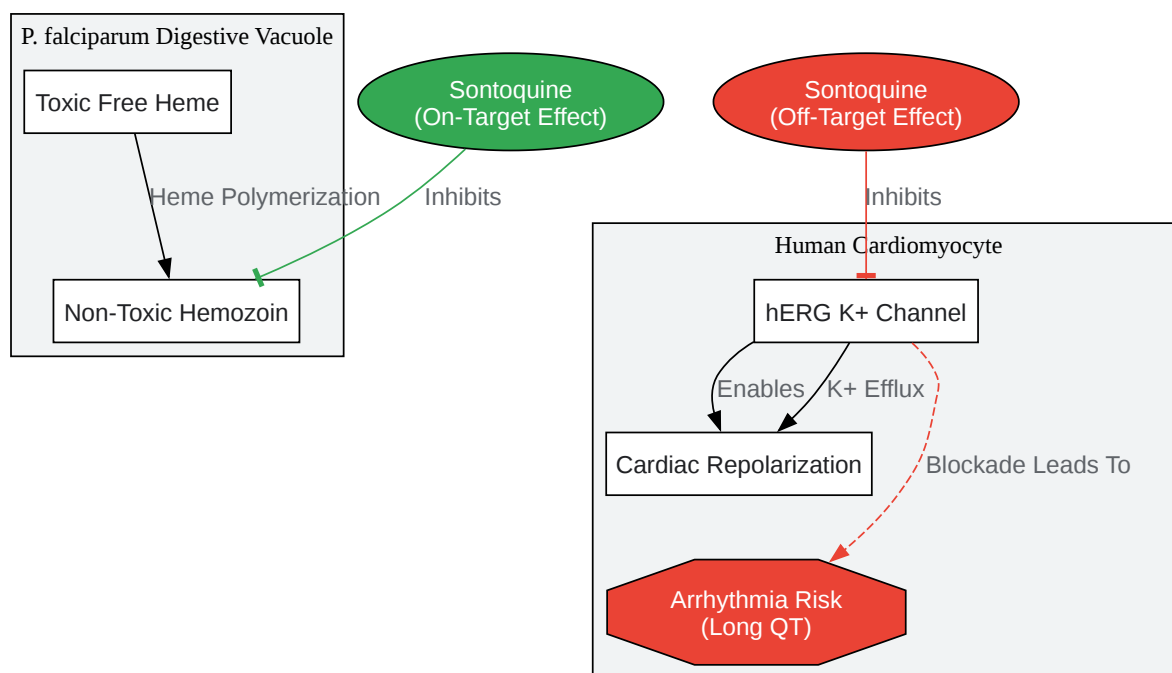 P. falciparum Digestive Vacuole
Toxic Free Heme
Sontoquine
(On-Target Effect)
Sontoquine
(Off-Target Effect)
Heme Polymerization
Inhibits
Inhibits
Human Cardiomyocyte
Non-Toxic Hemozoin
hERG K+ Channel
Enables
K+ Efflux
Cardiac Repolarization
Blockade Leads To
Arrhythmia Risk
(Long QT)